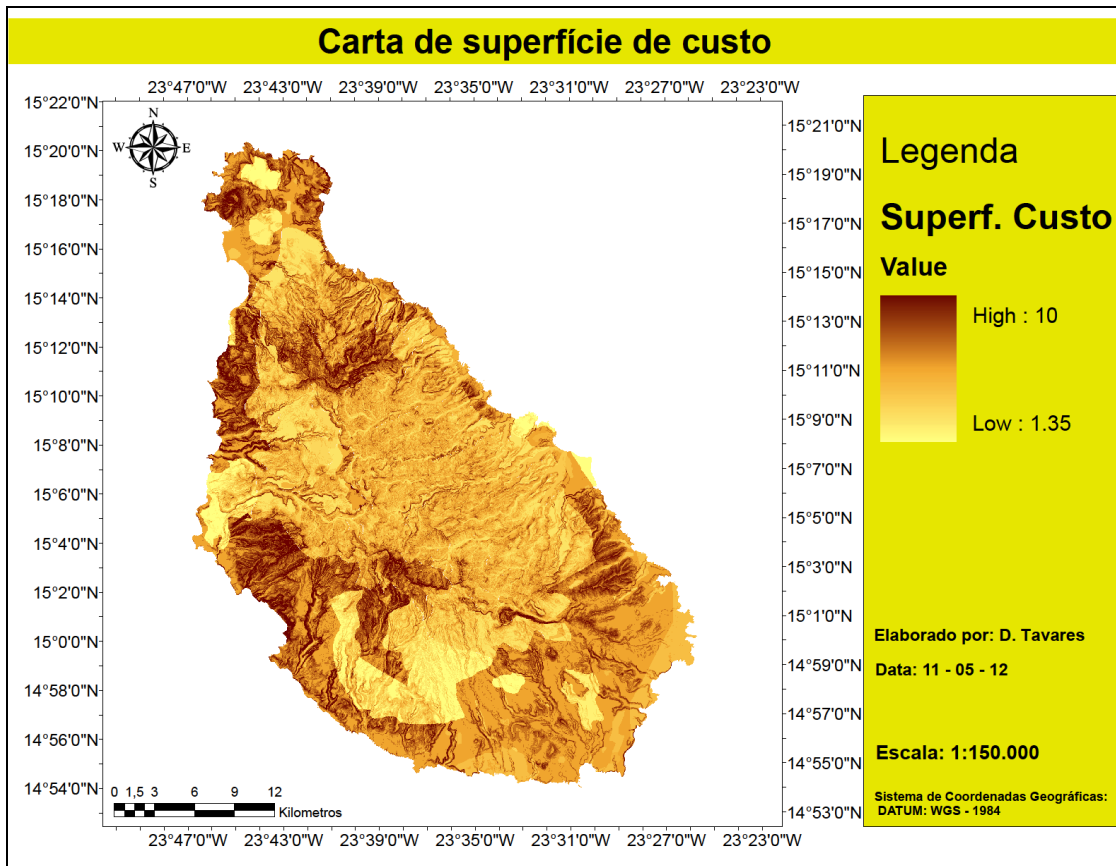 Carta de superfície de custo
23°47'0"W 23°43'0"W 23°39'0"W 23°35'0"W 23°31'0"W 23°27'0"W 23°23'0"W
15°22'0"N
15°20'0"N
15°18'0"N
15°16'0"N
15°14'0"N
15°12'0"N
15°10'0"N
15°8'0"N
15°6'0"N
15°4'0"N
15°2'0"N
15°0'0"N
14°58'0"N
14°56'0"N
14°54'0"N
N
W E
S
15°21'0"N
15°19'0"N
15°17'0"N
15°15'0"N
15°13'0"N
15°11'0"N
15°9'0"N
15°7'0"N
15°5'0"N
15°3'0"N
15°1'0"N
14°59'0"N
14°57'0"N
14°55'0"N
14°53'0"N
0 1,5 3 6 9 12
Kilometros
23°47'0"W 23°43'0"W 23°39'0"W 23°35'0"W 23°31'0"W 23°27'0"W 23°23'0"W
Legenda
Superf. Custo
Value
High : 10
Low : 1.35
Elaborado por: D. Tavares
Data: 11 - 05 - 12
Escala: 1:150.000
Sistema de Coordenadas Geográficas:
DATUM: WGS - 1984